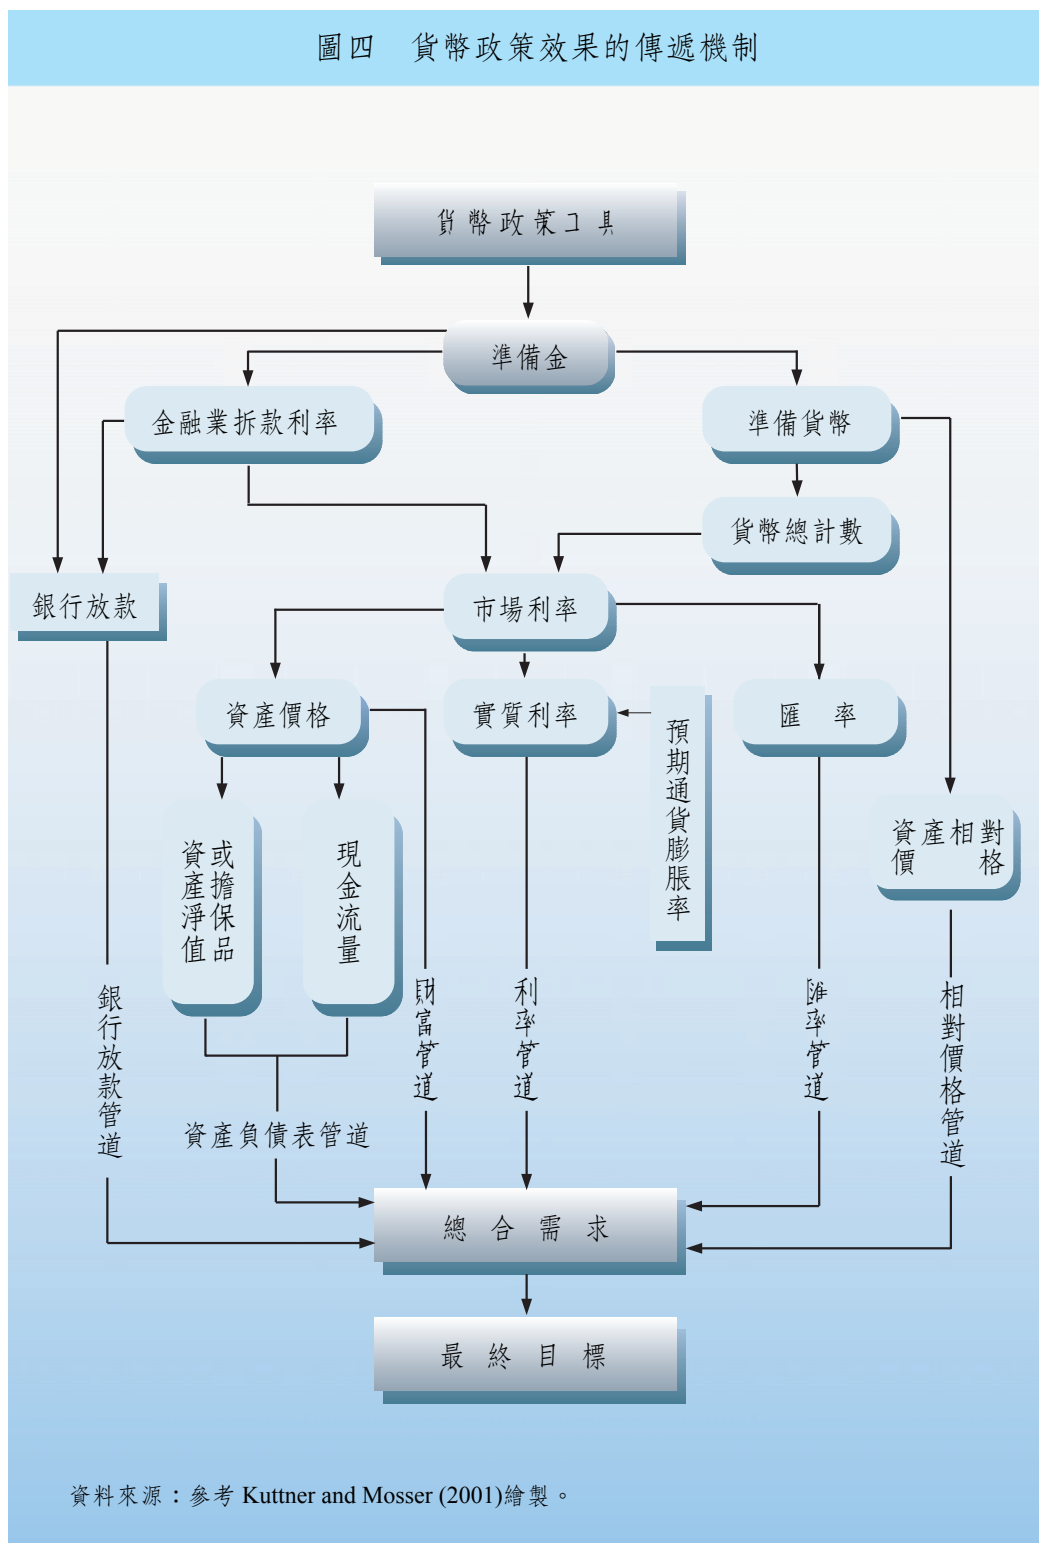 圖四　貨幣政策效果的傳遞機制
貨幣政策工具
準備金
金融業拆款利率
準備貨幣
貨幣總計數
銀行放款
市場利率
資產價格
實質利率
預期通貨膨脹率
匯　率
資產相對
價　　格
資產淨值
或擔保品
現金流量
銀行放款管道
資產負債表管道
財富管道
利率管道
匯率管道
相對價格管道
總合需求
最終目標
資料來源：參考 Kuttner and Mosser (2001)繪製。